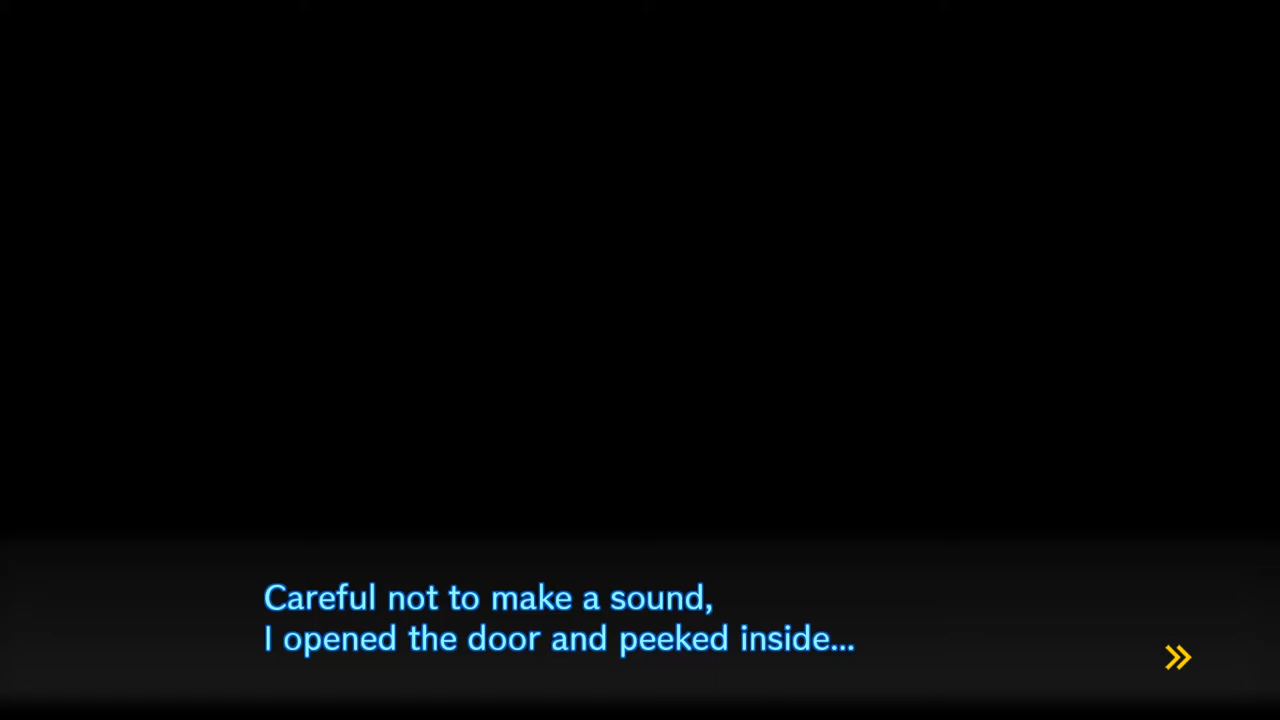 Careful not to make a sound,
I opened the door and peeked inside...